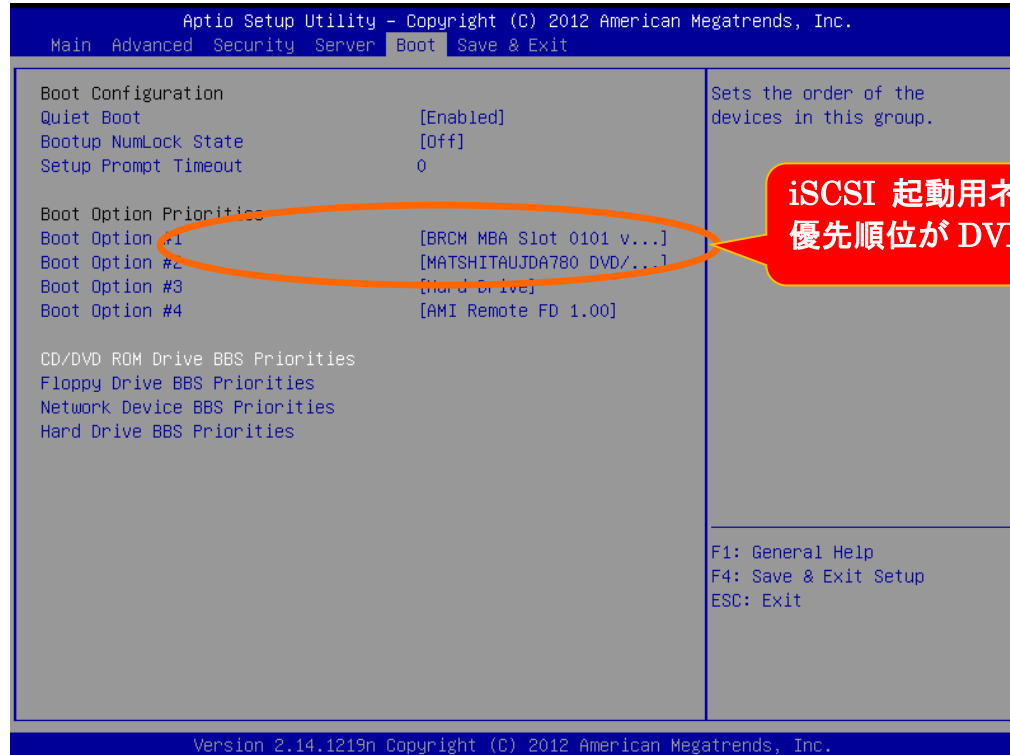 Aptio Setup Utility – Copyright (C) 2012 American Megatrends, Inc.
Main Advanced Security Server Boot Save & Exit
Boot Configuration
Quiet Boot [Enabled]
Bootup NumLock State [Off]
Setup Prompt Timeout 0
Boot Option Priorities
Boot Option #1 [BRCM MBA Slot 0101 v...]
Boot Option #2 [MATSHITAUJDA780 DVD/...]
Boot Option #3 [Hard Drive]
Boot Option #4 [AMI Remote FD 1.00]
CD/DVD ROM Drive BBS Priorities
Floppy Drive BBS Priorities
Network Device BBS Priorities
Hard Drive BBS Priorities
Sets the order of the
devices in this group.
iSCSI 起動用ネ
優先順位が DV
F1: General Help
F4: Save & Exit Setup
ESC: Exit
Version 2.14.1219n Copyright (C) 2012 American Megatrends, Inc.